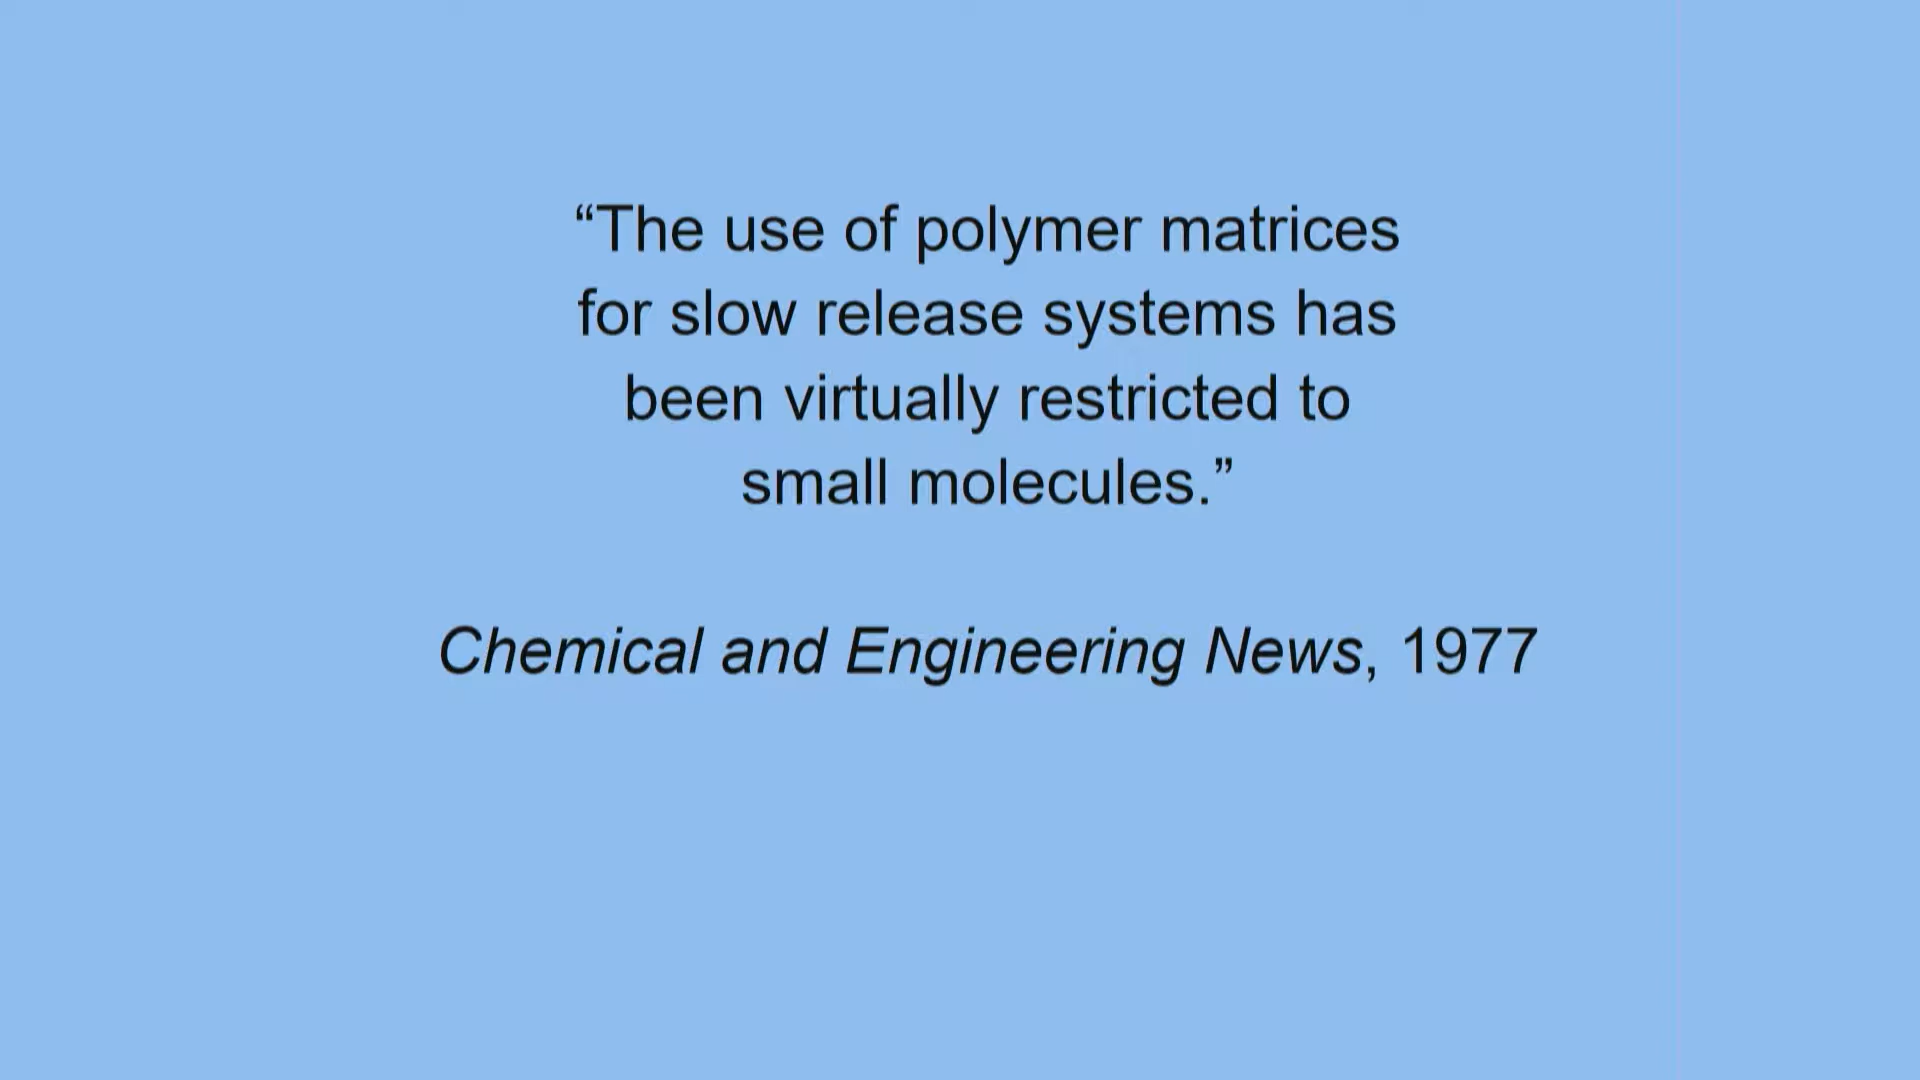 “The use of polymer matrices
for slow release systems has
been virtually restricted to
small molecules.”
Chemical and Engineering News, 1977